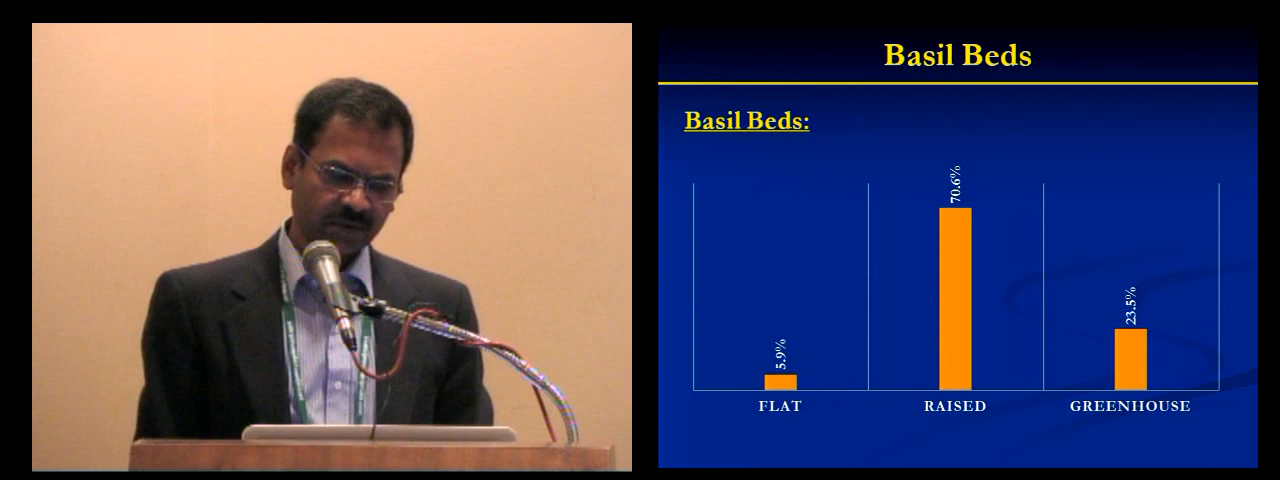 Basil Beds
Basil Beds:
5.9%
70.6%
23.5%
FLAT RAISED GREENHOUSE